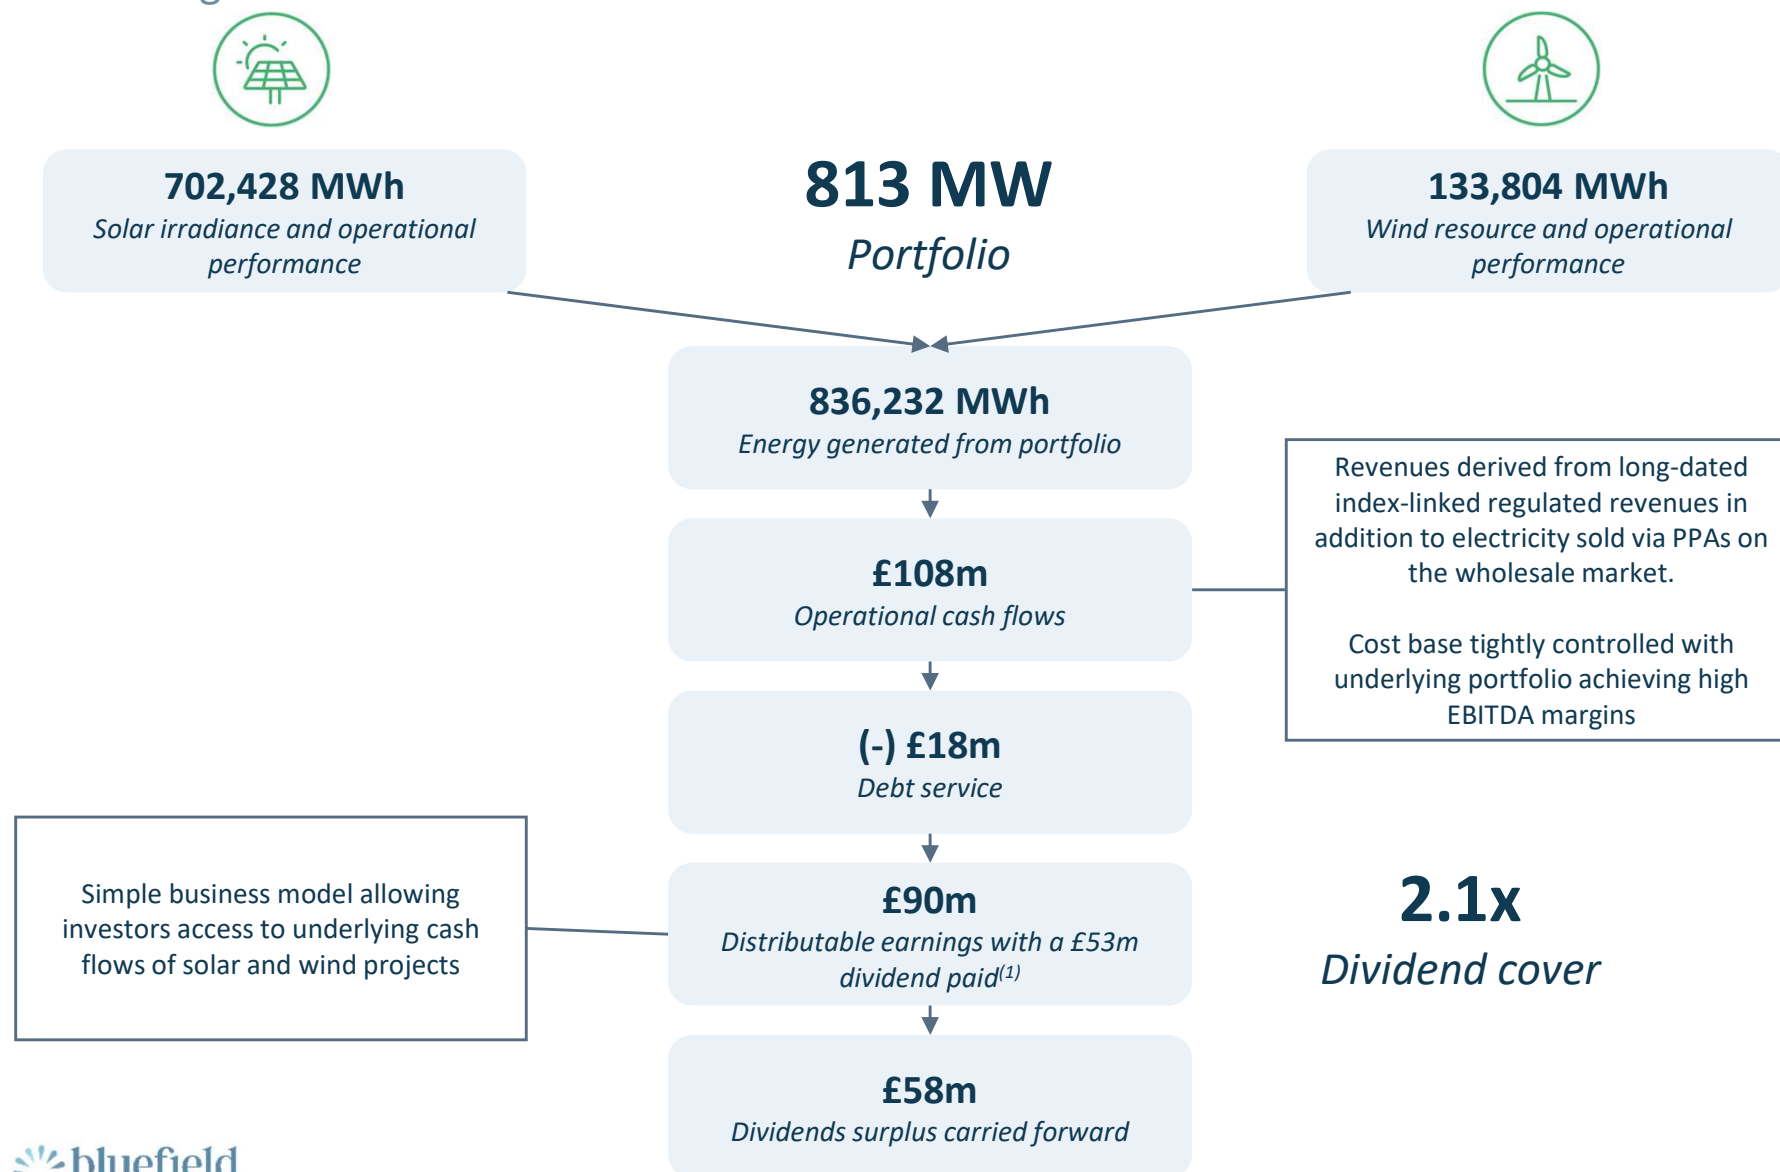 702,428 MWh
Solar irradiance and operational
performance
813 MW
Portfolio
133,804 MWh
Wind resource and operational
performance
836,232 MWh
Energy generated from portfolio
Revenues derived from long-dated
index-linked regulated revenues in
addition to electricity sold via PPAs on
the wholesale market.
Cost base tightly controlled with
underlying portfolio achieving high
EBITDA margins
£108m
Operational cash flows
(-) £18m
Debt service
Simple business model allowing
investors access to underlying cash
flows of solar and wind projects
£90m
Distributable earnings with a £53m
dividend paid(1)
2.1x
Dividend cover
£58m
Dividends surplus carried forward
bluefield